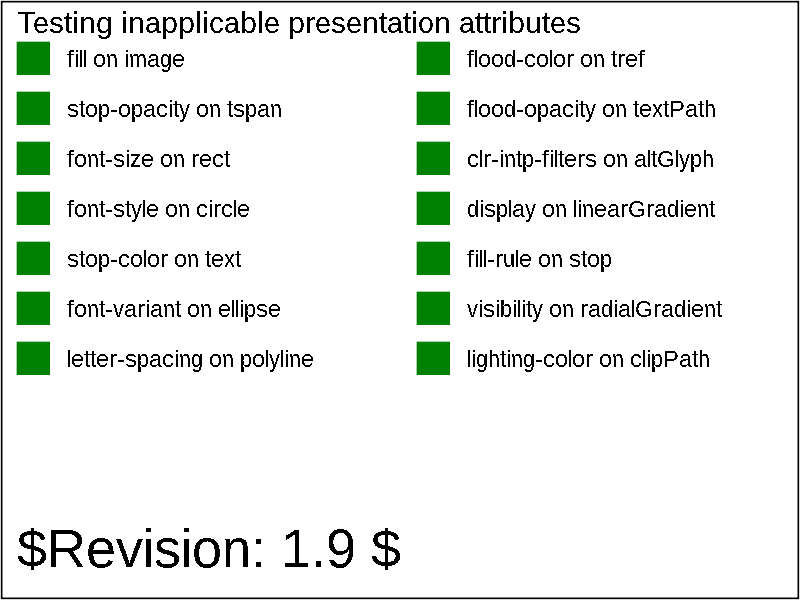 Testing inapplicable presentation attributes
fill on image
stop-opacity on tspan
font-size on rect
font-style on circle
stop-color on text
font-variant on ellipse
letter-spacing on polyline
flood-color on tref
flood-opacity on textPath
clr-intp-filters on altGlyph
display on linearGradient
fill-rule on stop
visibility on radialGradient
lighting-color on clipPath
$Revision: 1.9 $